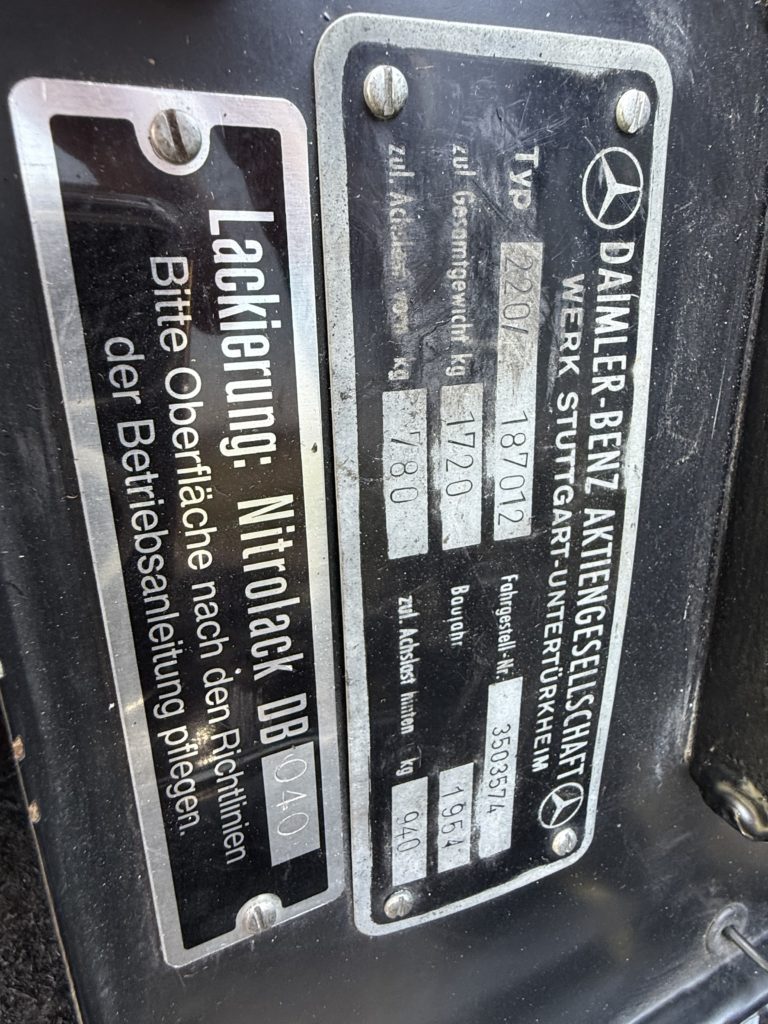 DAIMLER-BENZ AKTIENGESELLSCHAFT
WERK STUTTGART-UNTERTÜRKHEIM
Typ 220/ 187012 Fahrgestell-Nr. 3503574
zul Gesamtgewicht kg 1720 Baujahr 1954
zul. Achslast vorn kg 780 zul. Achslast hinten kg 940
Lackierung: Nitrolack DB 040
Bitte Oberfläche nach den Richtlinien
der Betriebsanleitung pflegen.